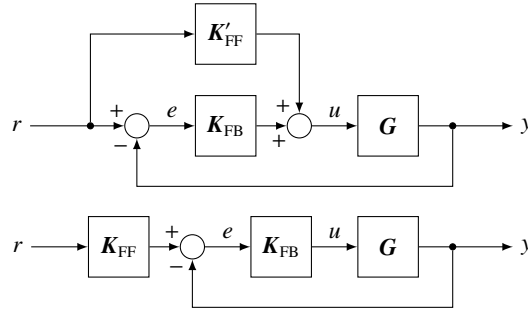 K′FF
r + e KFB + + u G y
−
r KFF + e KFB u G y
−